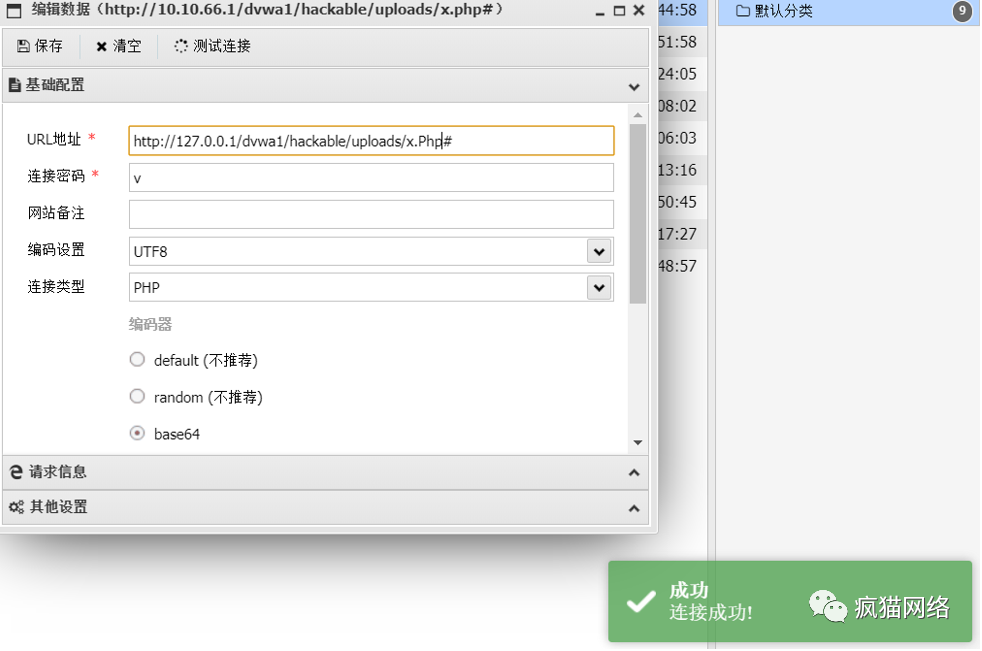 编辑数据（http://10.10.66.1/dvwa1/hackable/uploads/x.php#）
保存 清空 测试连接
基础配置
URL地址 * http://127.0.0.1/dvwa1/hackable/uploads/x.Php#
连接密码 * v
网站备注
编码设置 UTF8
连接类型 PHP
编码器
default (不推荐)
random (不推荐)
base64
请求信息
其他设置
44:58
51:58
24:05
08:02
06:03
13:16
50:45
17:27
48:57
默认分类 9
成功
连接成功!
疯猫网络